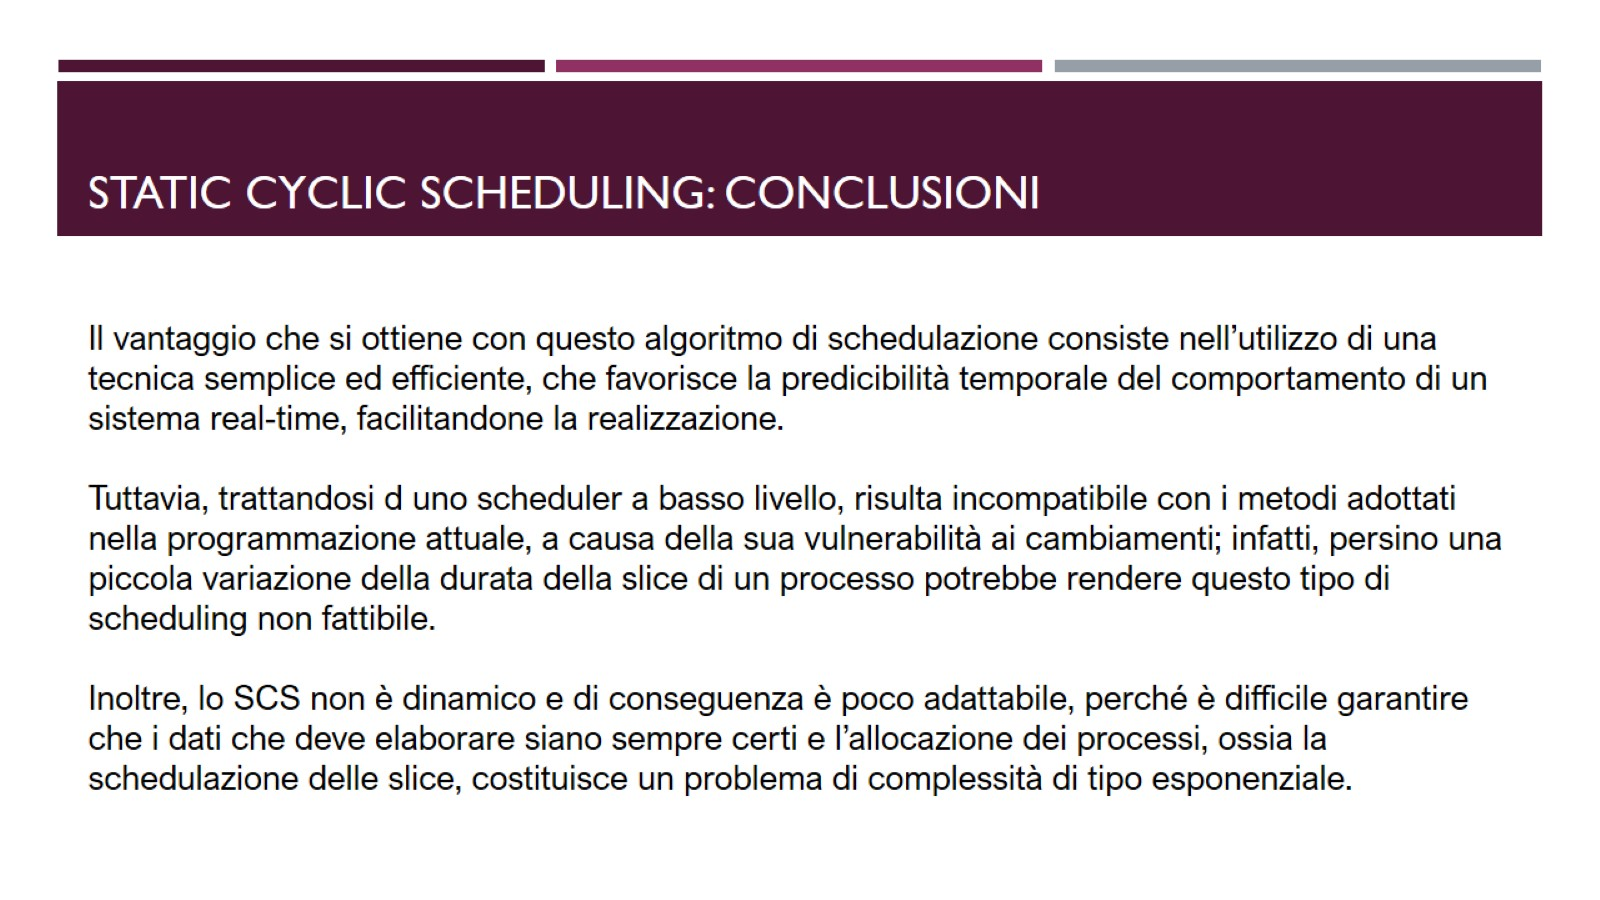 STATIC CYCLIC SCHEDULING: CONCLUSIONI
Il vantaggio che si ottiene con questo algoritmo di schedulazione consiste nell’utilizzo di una
tecnica semplice ed efficiente, che favorisce la predicibilità temporale del comportamento di un
sistema real-time, facilitandone la realizzazione.
Tuttavia, trattandosi d uno scheduler a basso livello, risulta incompatibile con i metodi adottati
nella programmazione attuale, a causa della sua vulnerabilità ai cambiamenti; infatti, persino una
piccola variazione della durata della slice di un processo potrebbe rendere questo tipo di
scheduling non fattibile.
Inoltre, lo SCS non è dinamico e di conseguenza è poco adattabile, perché è difficile garantire
che i dati che deve elaborare siano sempre certi e l’allocazione dei processi, ossia la
schedulazione delle slice, costituisce un problema di complessità di tipo esponenziale.